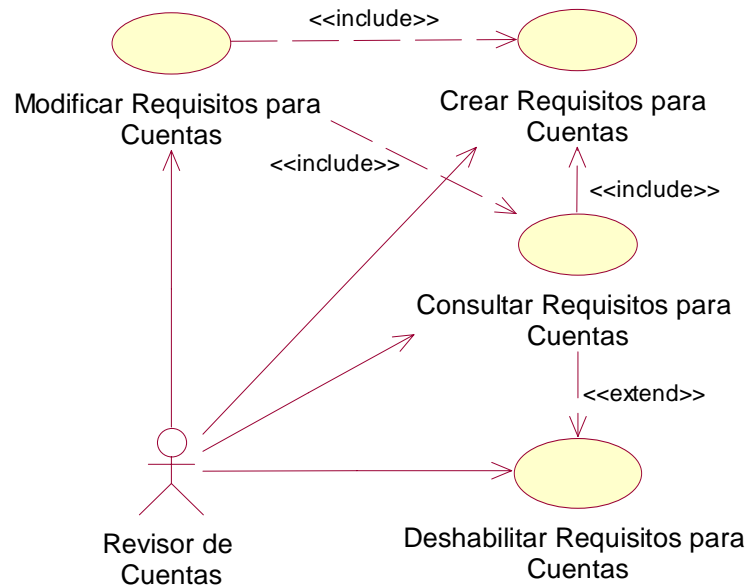 <<include>>
Modificar Requisitos para
Cuentas
Crear Requisitos para
Cuentas
<<include>>
<<include>>
Consultar Requisitos para
Cuentas
<<extend>>
Revisor de
Cuentas
Deshabilitar Requisitos para
Cuentas